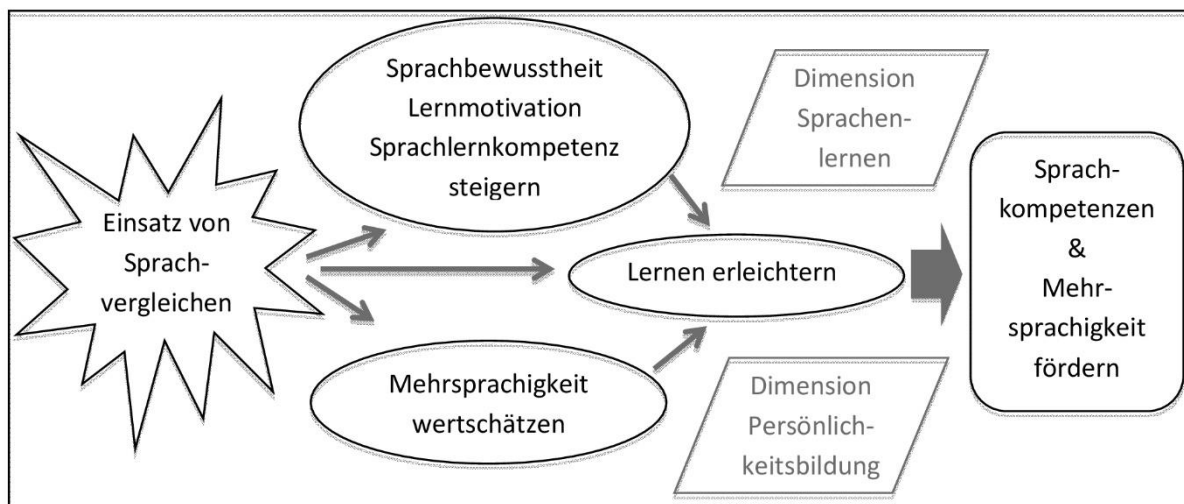 Einsatz von
Sprach-
vergleichen
Sprachbewusstheit
Lernmotivation
Sprachlernkompetenz
steigern
Mehrsprachigkeit
wertschätzen
Lernen erleichtern
Dimension
Sprachen-
lernen
Dimension
Persönlich-
keitsbildung
Sprach-
kompetenzen
&
Mehr-
sprachigkeit
fördern